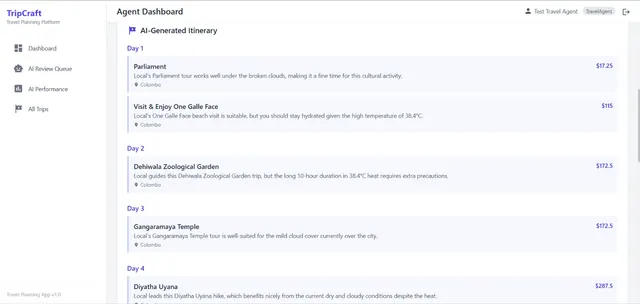 TripCraft
Travel Planning Platform
Dashboard
AI Review Queue
AI Performance
All Trips
Travel Planning App v1.0
Agent Dashboard
Test Travel Agent
TravelAgent
AI-Generated Itinerary
Day 1
Parliament $17.25
Local's Parliament tour works well under the broken clouds, making it a fine time for this cultural activity.
Colombo
Visit & Enjoy One Galle Face $115
Local's One Galle Face beach visit is suitable, but you should stay hydrated given the high temperature of 38.4°C.
Colombo
Day 2
Dehiwala Zoological Garden $172.5
Local guides this Dehiwala Zoological Garden trip, but the long 10-hour duration in 38.4°C heat requires extra precautions.
Colombo
Day 3
Gangaramaya Temple $172.5
Local's Gangaramaya Temple tour is well-suited for the mild cloud cover currently over the city.
Colombo
Day 4
Diyatha Uyana $287.5
Local leads this Diyatha Uyana hike, which benefits nicely from the current dry and cloudy conditions despite the heat.